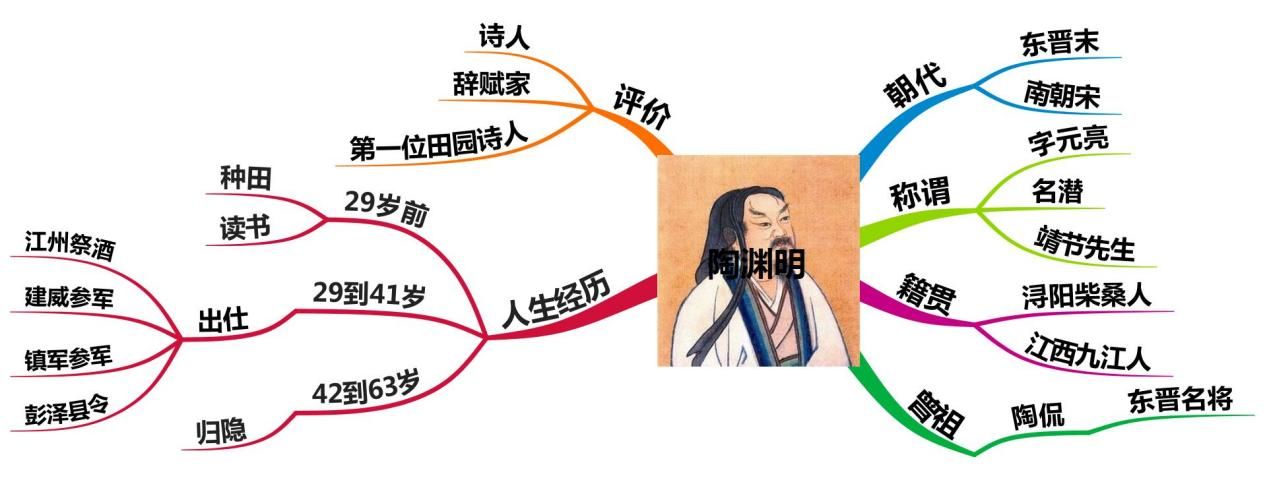 陶渊明
朝代
东晋末
南朝宋
称谓
字元亮
名潜
靖节先生
籍贯
浔阳柴桑人
江西九江人
曾祖
陶侃
东晋名将
评价
诗人
辞赋家
第一位田园诗人
人生经历
29岁前
种田
读书
29到41岁
出仕
江州祭酒
建威参军
镇军参军
彭泽县令
42到63岁
归隐